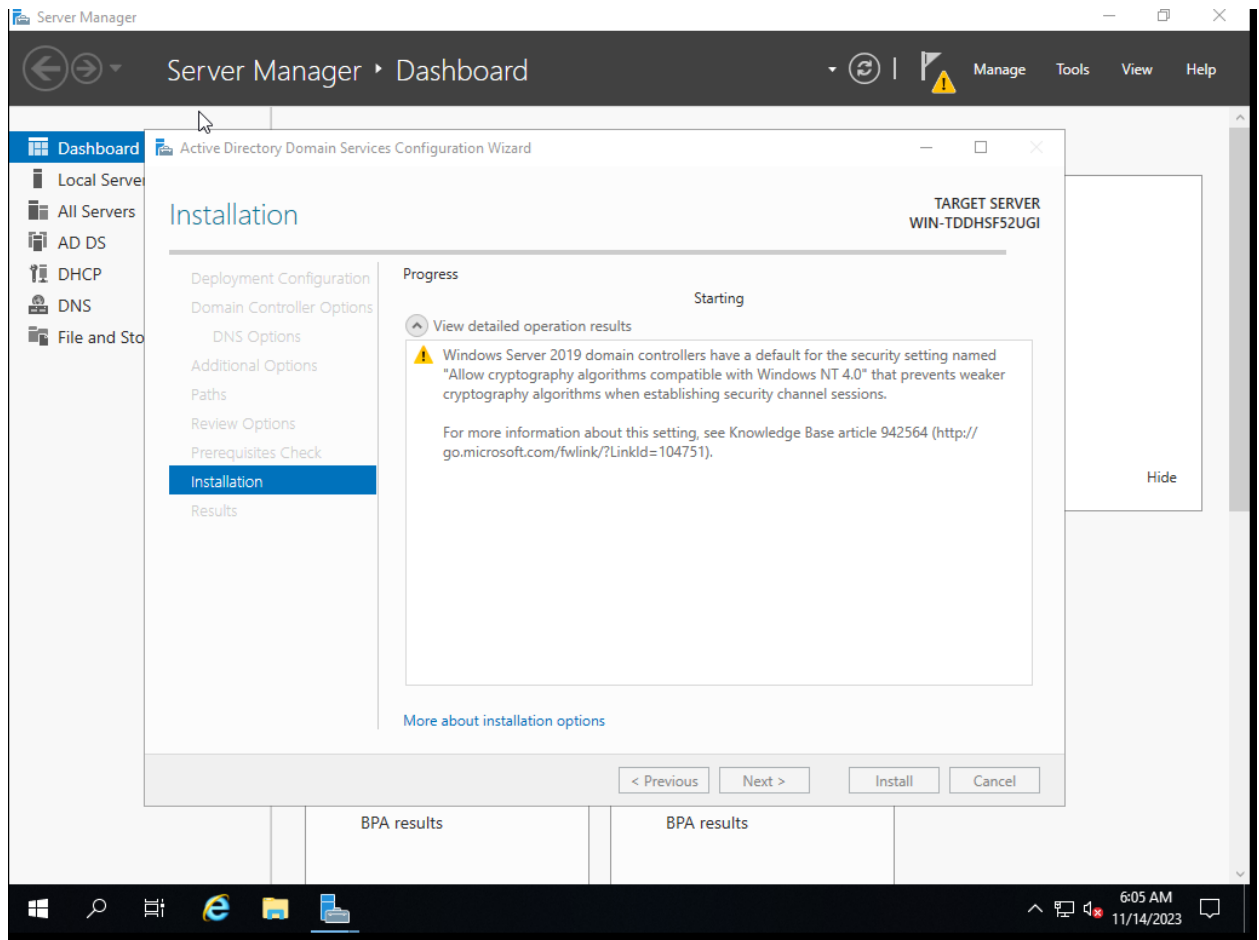 Server Manager
Server Manager • Dashboard
Manage Tools View Help
Dashboard
Local Server
All Servers
AD DS
DHCP
DNS
File and Sto
Active Directory Domain Services Configuration Wizard
Installation
TARGET SERVER
WIN-TDDHSF52UGI
Deployment Configuration
Domain Controller Options
DNS Options
Additional Options
Paths
Review Options
Prerequisites Check
Installation
Results
Progress
Starting
View detailed operation results
Windows Server 2019 domain controllers have a default for the security setting named
"Allow cryptography algorithms compatible with Windows NT 4.0" that prevents weaker
cryptography algorithms when establishing security channel sessions.
For more information about this setting, see Knowledge Base article 942564 (http://
go.microsoft.com/fwlink/?LinkId=104751).
More about installation options
< Previous Next > Install Cancel
Hide
BPA results
BPA results
6:05 AM
11/14/2023